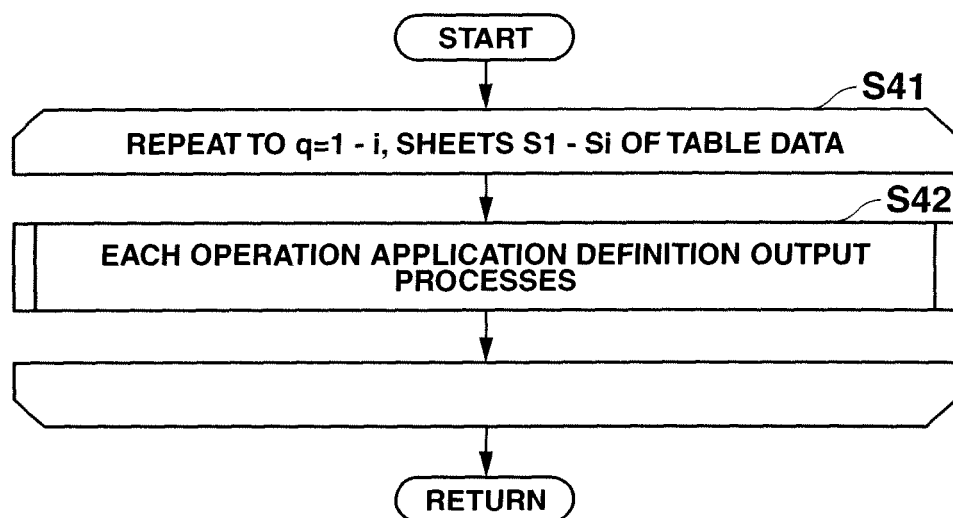 START
S41
REPEAT TO q=1 - i, SHEETS S1 - Si OF TABLE DATA
S42
EACH OPERATION APPLICATION DEFINITION OUTPUT
PROCESSES
RETURN